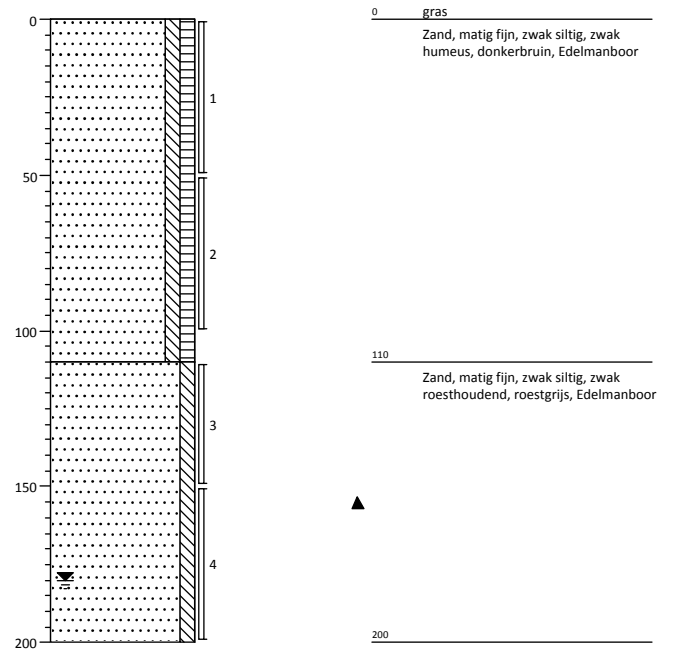 0
50
100
150
200
1
2
3
4
0 gras
Zand, matig fijn, zwak siltig, zwak
humeus, donkerbruin, Edelmanboor
110
Zand, matig fijn, zwak siltig, zwak
roesthoudend, roestgrijs, Edelmanboor
200